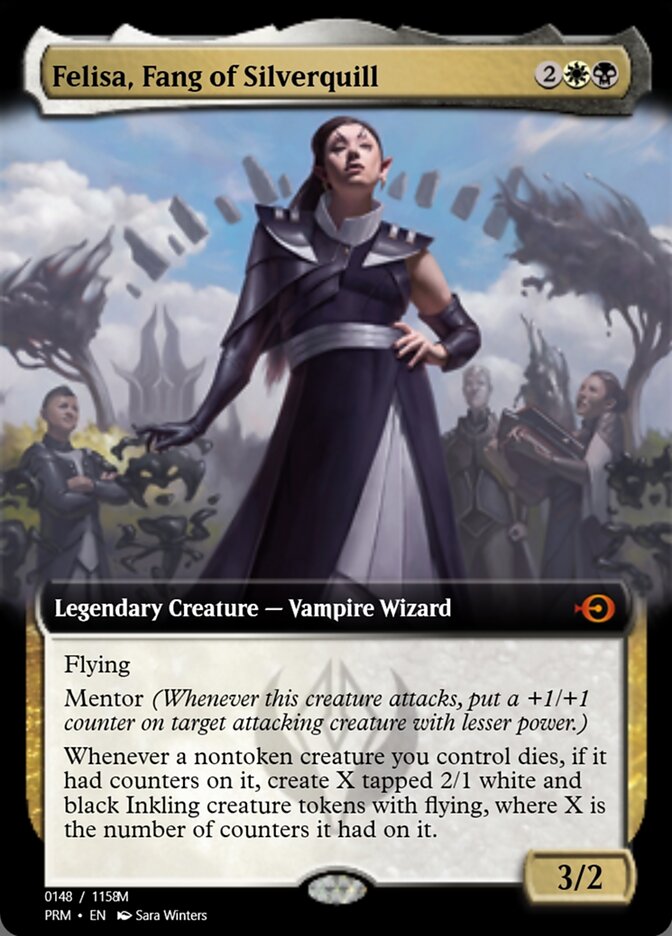 Felisa, Fang of Silverquill 2
Legendary Creature — Vampire Wizard
Flying
Mentor (Whenever this creature attacks, put a +1/+1
counter on target attacking creature with lesser power.)
Whenever a nontoken creature you control dies, if it
had counters on it, create X tapped 2/1 white and
black Inkling creature tokens with flying, where X is
the number of counters it had on it.
3/2
0148 / 1158M
PRM • EN Sara Winters